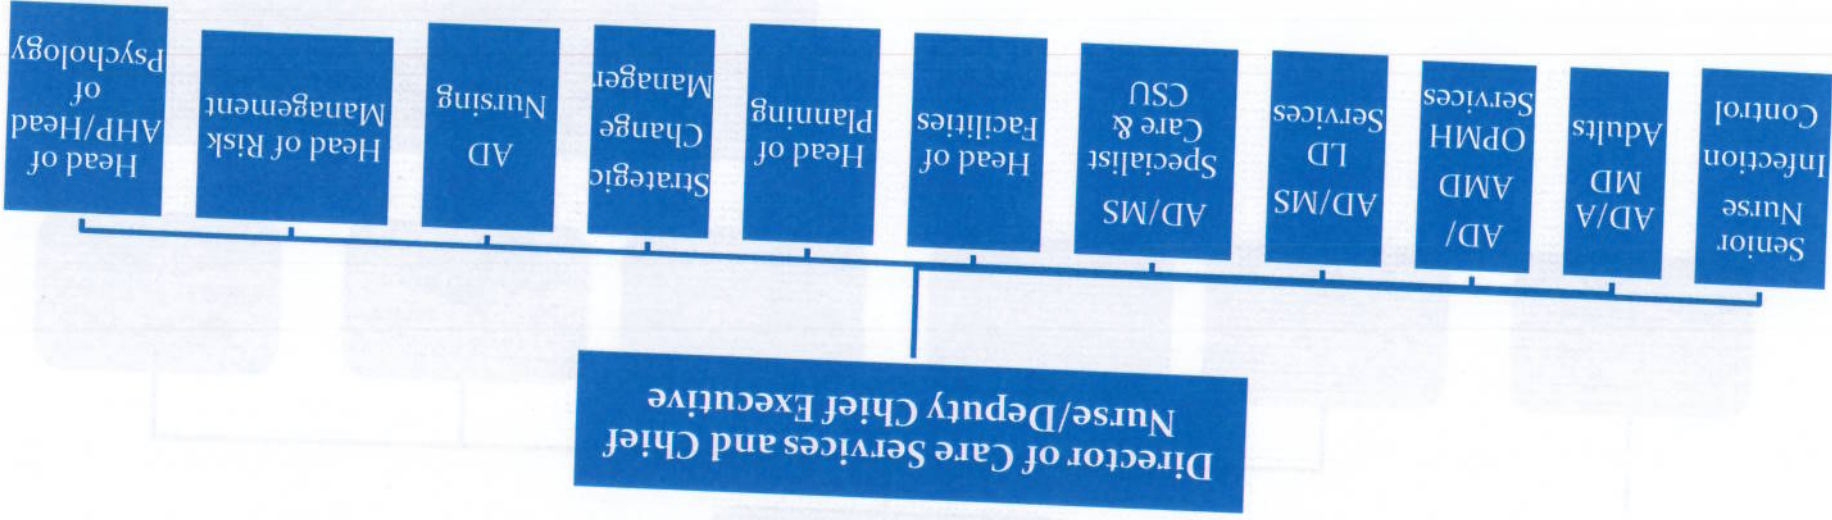 Director of Care Services and Chief
Nurse/Deputy Chief Executive
Senior
Nurse
Infection
Control
AD/A
MD
Adults
AD/
AMD
OPMH
Services
AD/MS
LD
Services
AD/MS
Specialist
Care &
CSU
Head of
Facilities
Head of
Planning
Strategic
Change
Manager
AD
Nursing
Head of Risk
Management
Head of
AHP/Head
of
Psychology